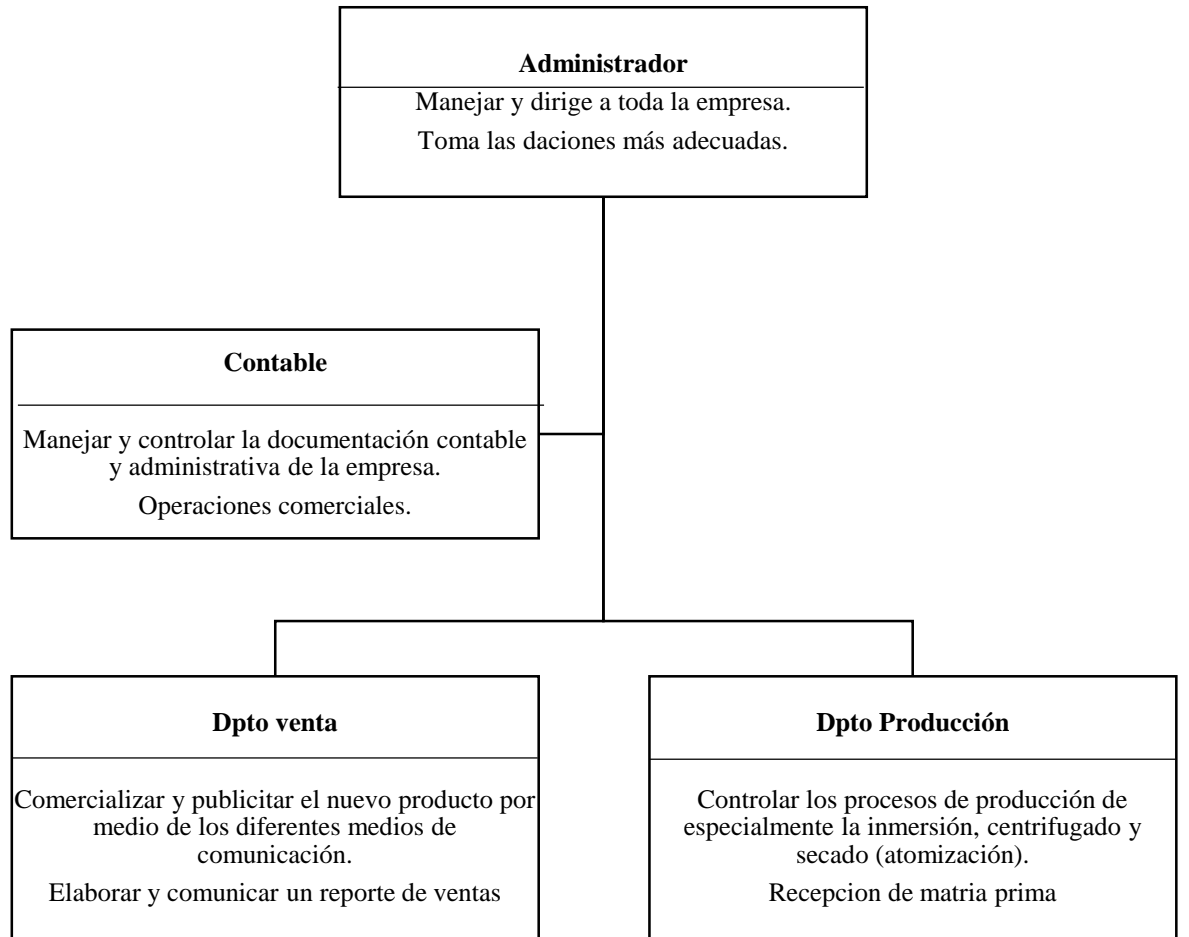 Administrador
Manejar y dirige a toda la empresa.
Toma las daciones más adecuadas.
Contable
Manejar y controlar la documentación contable
y administrativa de la empresa.
Operaciones comerciales.
Dpto venta
Comercializar y publicitar el nuevo producto por
medio de los diferentes medios de
comunicación.
Elaborar y comunicar un reporte de ventas
Dpto Producción
Controlar los procesos de producción de
especialmente la inmersión, centrifugado y
secado (atomización).
Recepcion de matria prima